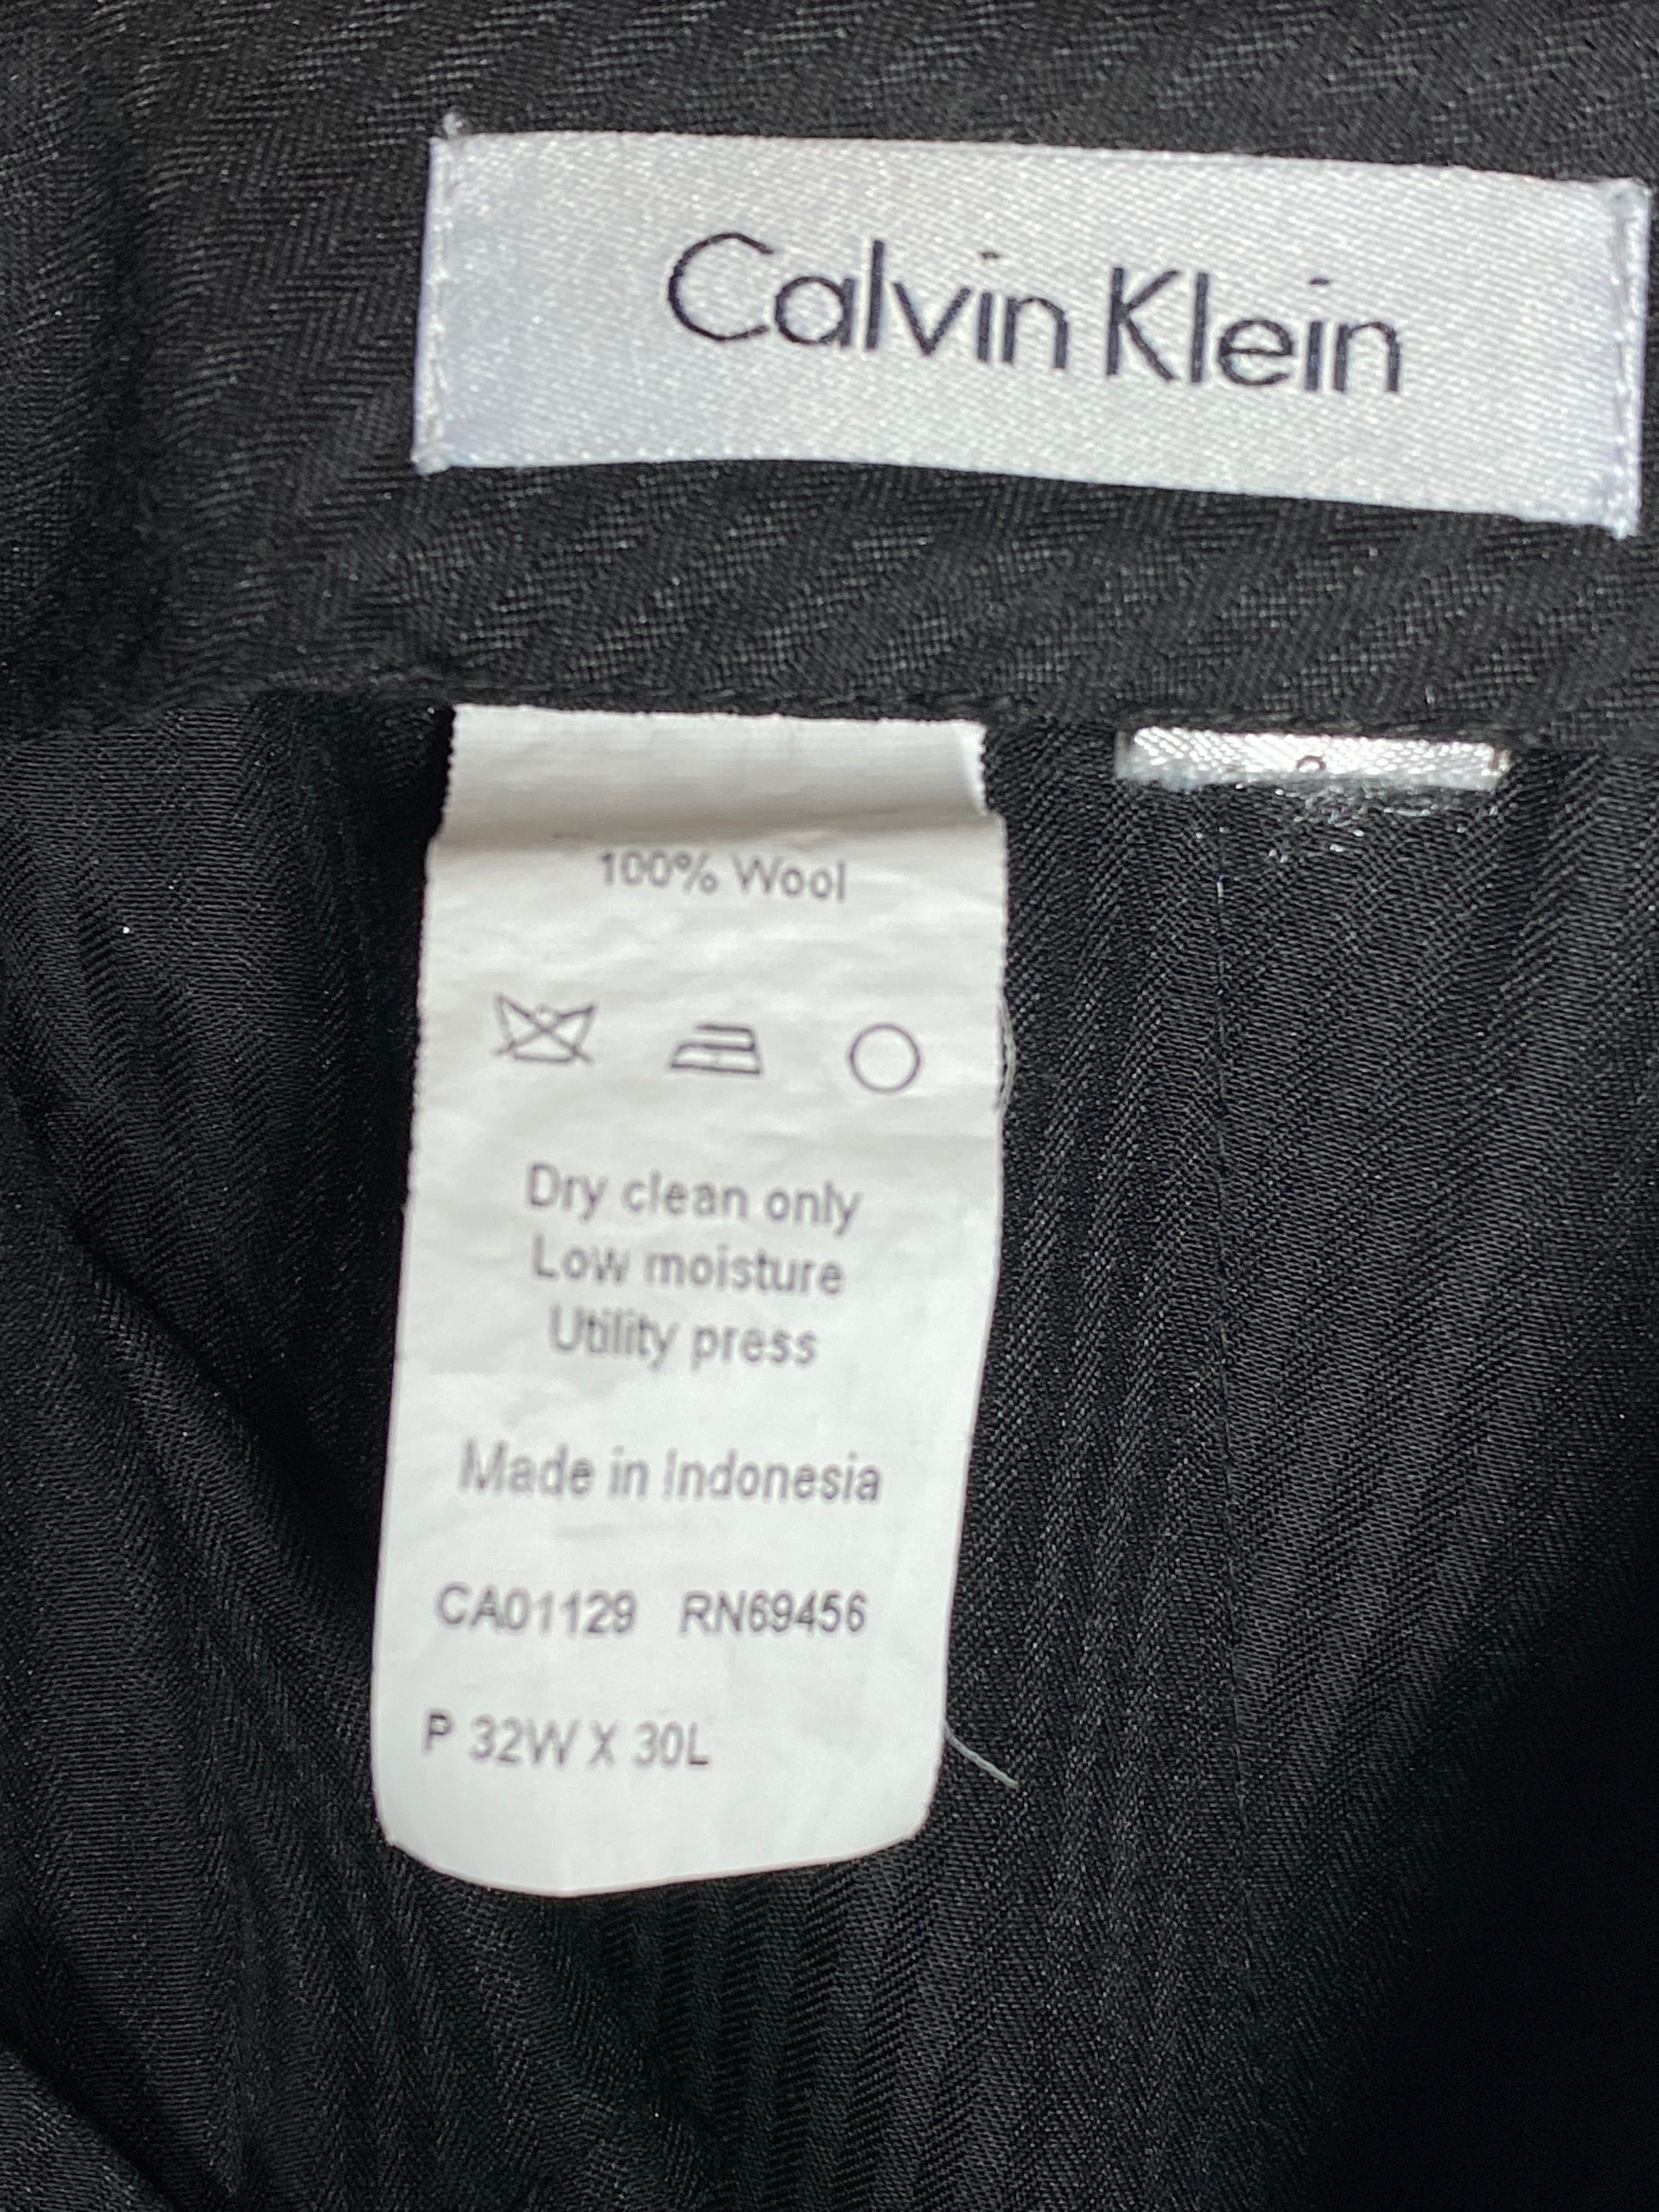 Calvin Klein
100% Wool
Dry clean only
Low moisture
Utility press
Made in Indonesia
CA01129 RN69456
P 32W X 30L